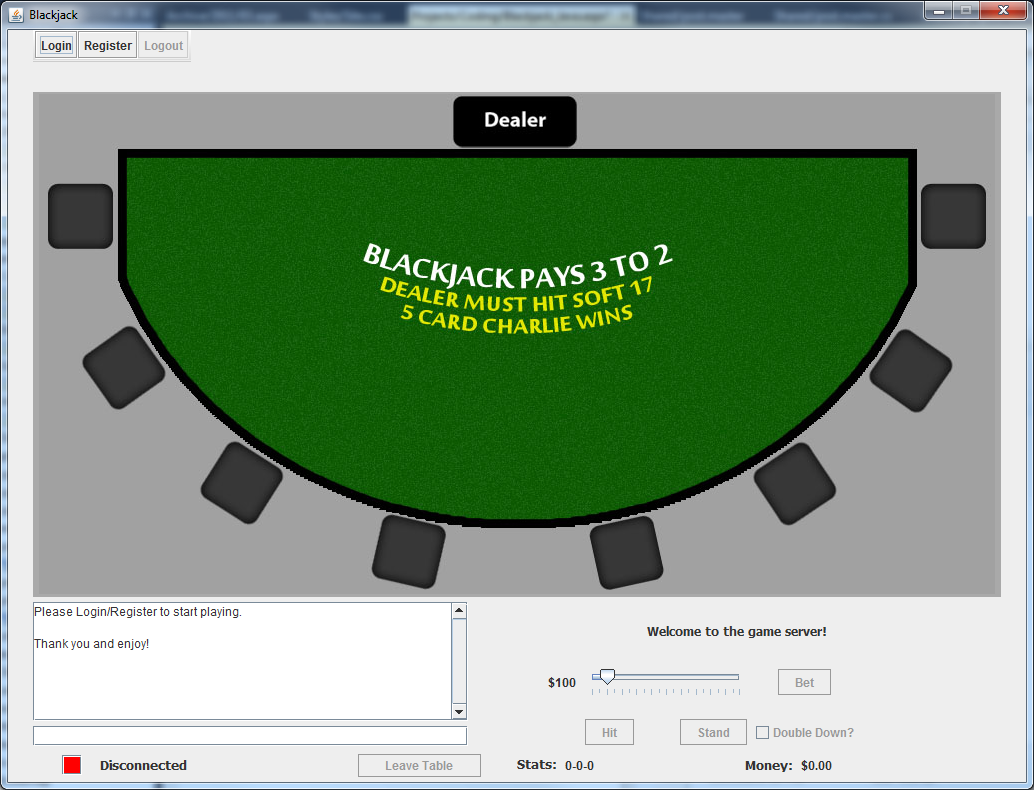 Blackjack
Login Register Logout
Dealer
BLACKJACK PAYS 3 TO 2
DEALER MUST HIT SOFT 17
5 CARD CHARLIE WINS
Please Login/Register to start playing.
Thank you and enjoy!
Welcome to the game server!
$100
Bet
Hit
Stand
Double Down?
Disconnected
Leave Table
Stats: 0-0-0
Money: $0.00